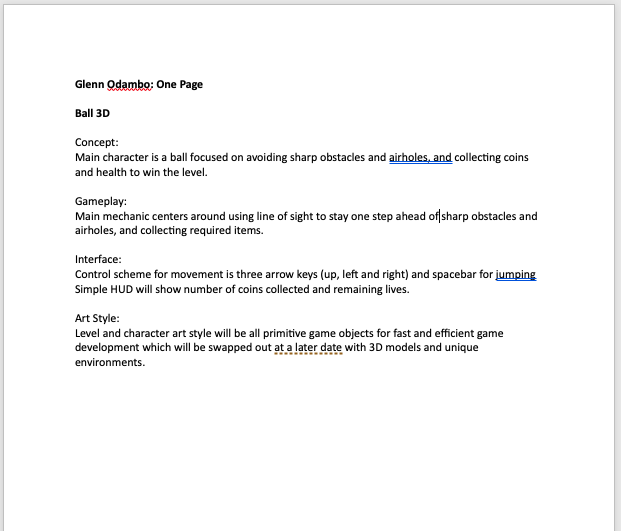 Glenn Odambo: One Page
Ball 3D
Concept:
Main character is a ball focused on avoiding sharp obstacles and airholes, and collecting coins
and health to win the level.
Gameplay:
Main mechanic centers around using line of sight to stay one step ahead of sharp obstacles and
airholes, and collecting required items.
Interface:
Control scheme for movement is three arrow keys (up, left and right) and spacebar for jumping
Simple HUD will show number of coins collected and remaining lives.
Art Style:
Level and character art style will be all primitive game objects for fast and efficient game
development which will be swapped out at a later date with 3D models and unique
environments.